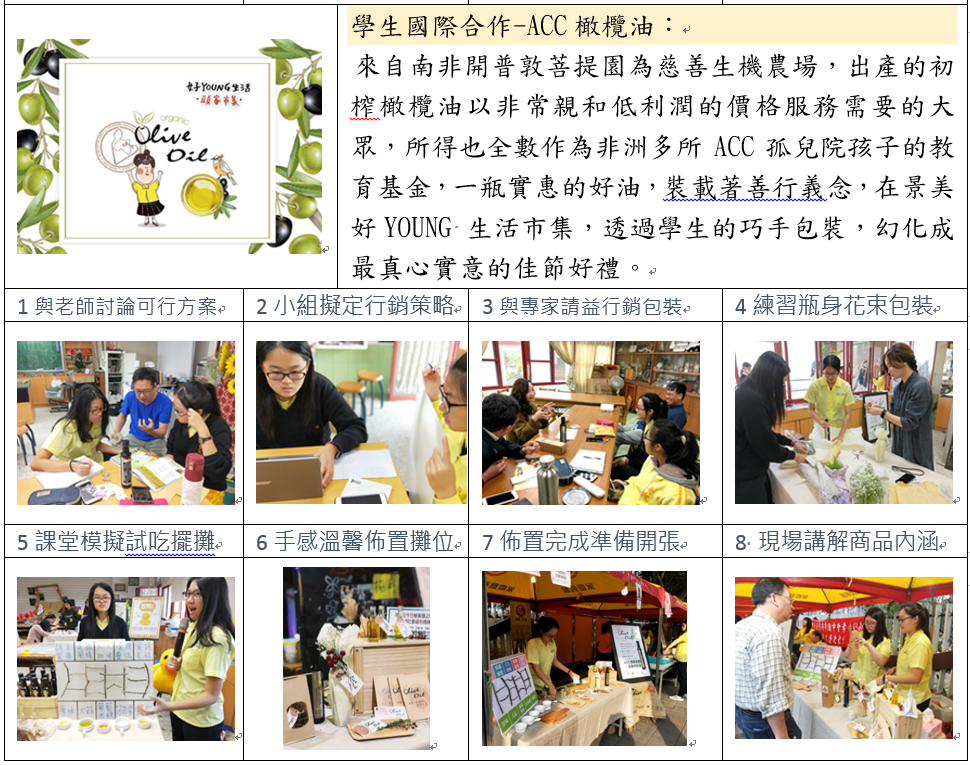 學生國際合作-ACC 橄欖油：
來自南非開普敦菩提園為慈善生機農場，出產的初
榨橄欖油以非常親和低利潤的價格服務需要的大
眾，所得也全數作為非洲多所 ACC 孤兒院孩子的教
育基金，一瓶實惠的好油，裝載著善行義念，在景美
好 YOUNG 生活市集，透過學生的巧手包裝，幻化成
最真心實意的佳節好禮。
好YOUNG生活
頭家市集
organic
Olive
Oil
1 與老師討論可行方案
2 小組擬定行銷策略
3 與專家請益行銷包裝
4 練習瓶身花束包裝
5 課堂模擬試吃擺攤
6 手感溫馨佈置攤位
7 佈置完成準備開張
8 現場講解商品內涵
Olive
Oil